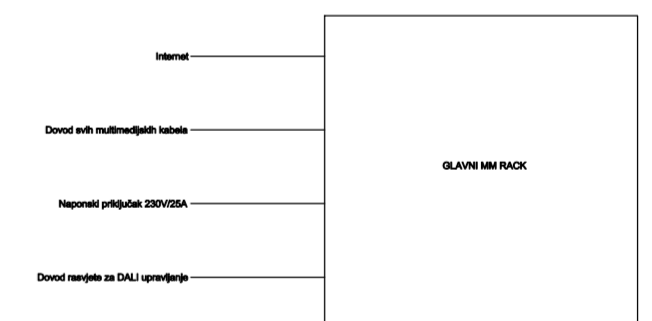 Internet
Dovod svih multimedijskih kabela
GLAVNI MM RACK
Naponski priključak 230V/25A
Dovod rasvjete za DALI upravljanje